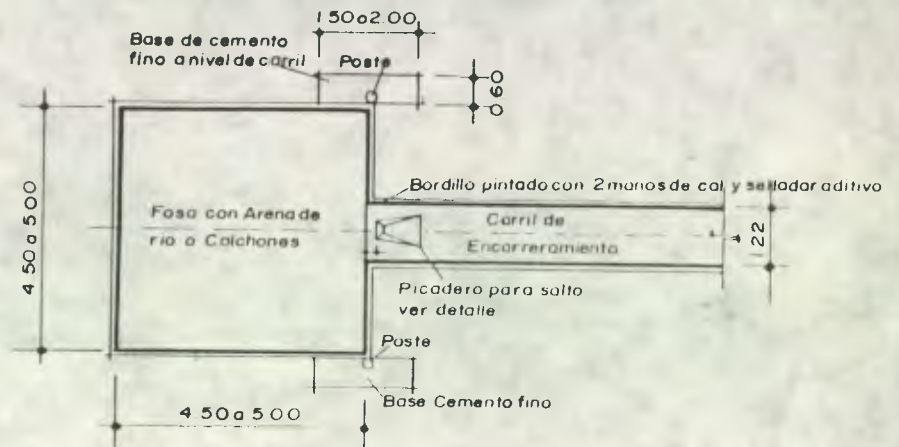 1 50 a 2.00
Base de cemento
fino a nivel de carril
Poste
0 60
4 50 a 5 00
Bordillo pintado con 2 manos de cal y sellador aditivo
Fosa con Arena de
rio o Colchones
Carril de
Encarreramiento
1 22
Picadero para salto
ver detalle
Poste
Base Cemento fino
4 50 a 5 00